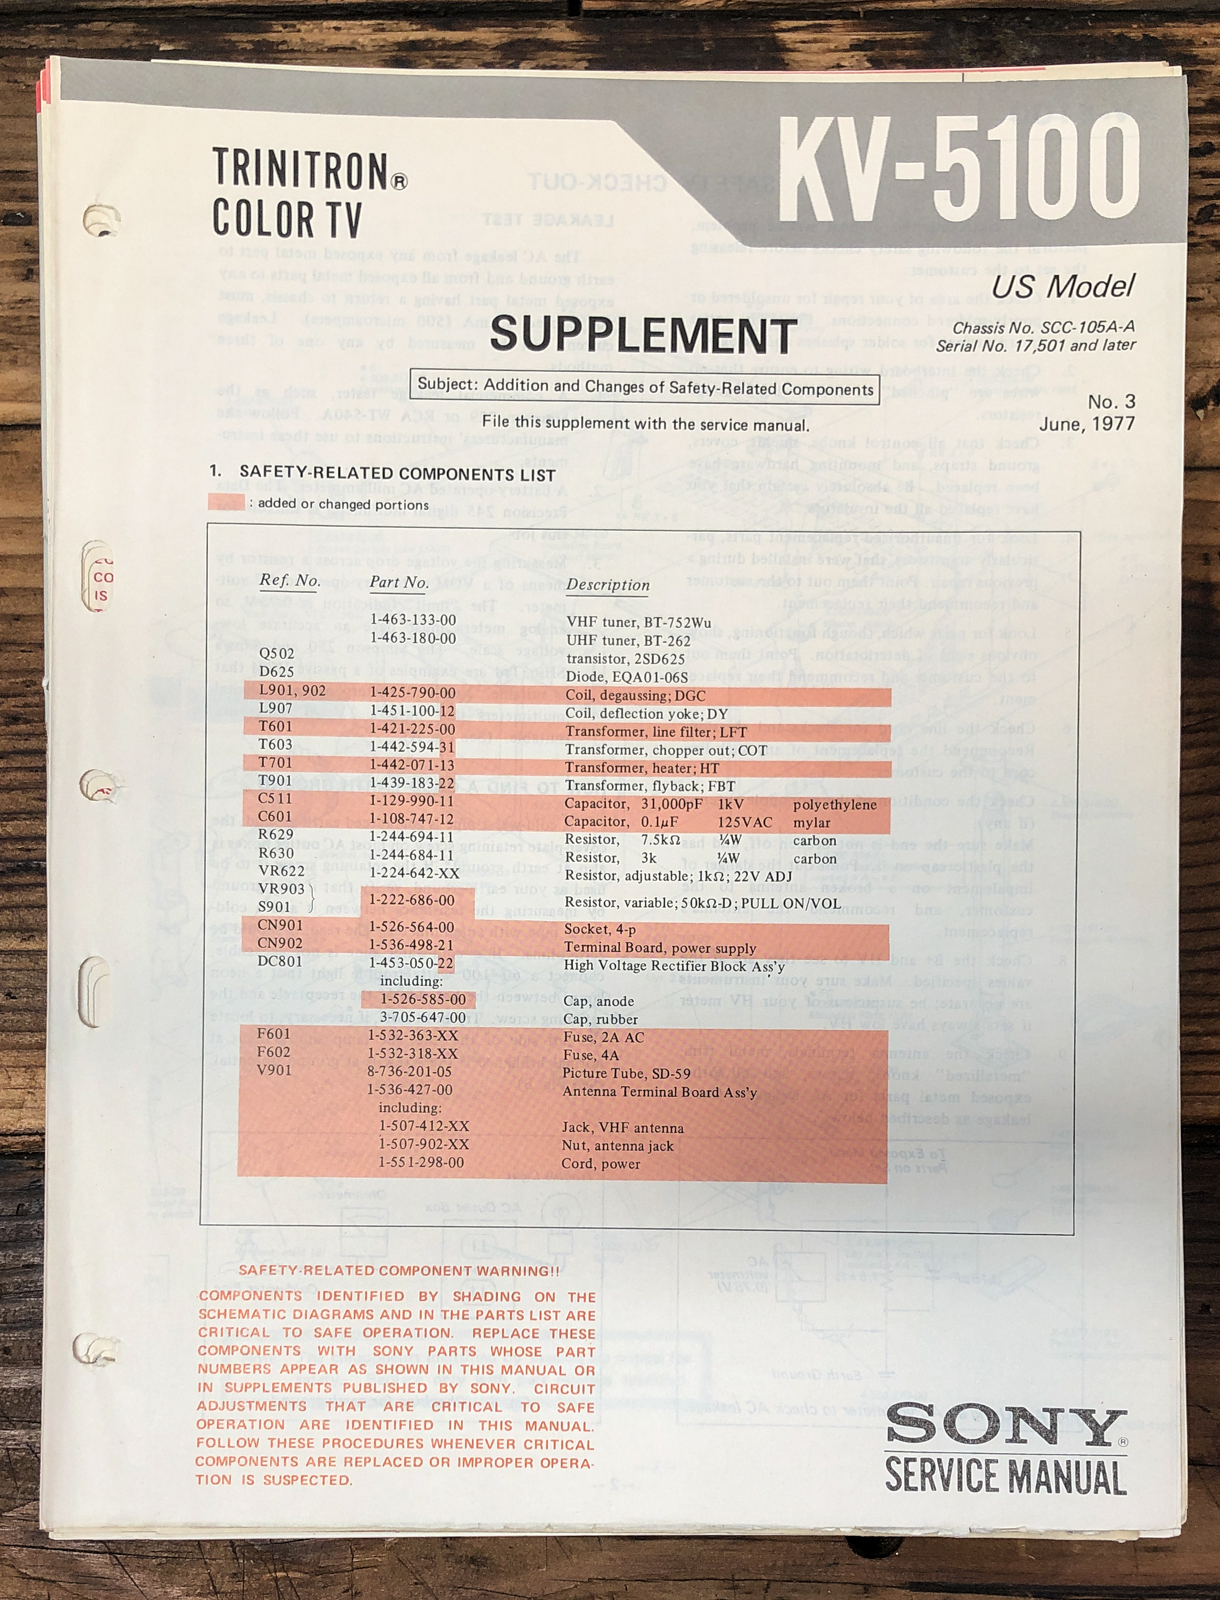 TRINITRON®
COLOR TV
KV-5100
US Model
SUPPLEMENT
Chassis No. SCC-105A-A
Serial No. 17,501 and later
Subject: Addition and Changes of Safety-Related Components
No. 3
File this supplement with the service manual.
June, 1977
1. SAFETY-RELATED COMPONENTS LIST
: added or changed portions
Ref. No. Part No. Description
1-463-133-00 VHF tuner, BT-752Wu
1-463-180-00 UHF tuner, BT-262
Q502 transistor, 2SD625
D625 Diode, EQA01-06S
L901, 902 1-425-790-00 Coil, degaussing; DGC
L907 1-451-100-12 Coil, deflection yoke; DY
T601 1-421-225-00 Transformer, line filter; LFT
T603 1-442-594-31 Transformer, chopper out; COT
T701 1-442-071-13 Transformer, heater; HT
T901 1-439-183-22 Transformer, flyback; FBT
C511 1-129-990-11 Capacitor, 31,000pF 1kV polyethylene
C601 1-108-747-12 Capacitor, 0.1μF 125VAC mylar
R629 1-244-694-11 Resistor, 7.5kΩ ¼W carbon
R630 1-244-684-11 Resistor, 3k ¼W carbon
VR622 1-224-642-XX Resistor, adjustable; 1kΩ; 22V ADJ
VR903
S901 } 1-222-686-00 Resistor, variable; 50kΩ-D; PULL ON/VOL
CN901 1-526-564-00 Socket, 4-p
CN902 1-536-498-21 Terminal Board, power supply
DC801 1-453-050-22 High Voltage Rectifier Block Ass'y
including:
1-526-585-00 Cap, anode
3-705-647-00 Cap, rubber
F601 1-532-363-XX Fuse, 2A AC
F602 1-532-318-XX Fuse, 4A
V901 8-736-201-05 Picture Tube, SD-59
1-536-427-00 Antenna Terminal Board Ass'y
including:
1-507-412-XX Jack, VHF antenna
1-507-902-XX Nut, antenna jack
1-551-298-00 Cord, power
SAFETY-RELATED COMPONENT WARNING!!
COMPONENTS IDENTIFIED BY SHADING ON THE
SCHEMATIC DIAGRAMS AND IN THE PARTS LIST ARE
CRITICAL TO SAFE OPERATION. REPLACE THESE
COMPONENTS WITH SONY PARTS WHOSE PART
NUMBERS APPEAR AS SHOWN IN THIS MANUAL OR
IN SUPPLEMENTS PUBLISHED BY SONY. CIRCUIT
ADJUSTMENTS THAT ARE CRITICAL TO SAFE
OPERATION ARE IDENTIFIED IN THIS MANUAL.
FOLLOW THESE PROCEDURES WHENEVER CRITICAL
COMPONENTS ARE REPLACED OR IMPROPER OPERA-
TION IS SUSPECTED.
SONY®
SERVICE MANUAL
CO
IS